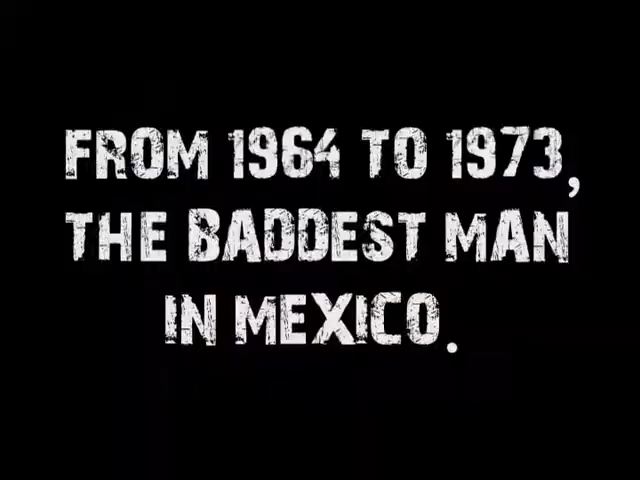 FROM 1964 TO 1973,
THE BADDEST MAN
IN MEXICO.